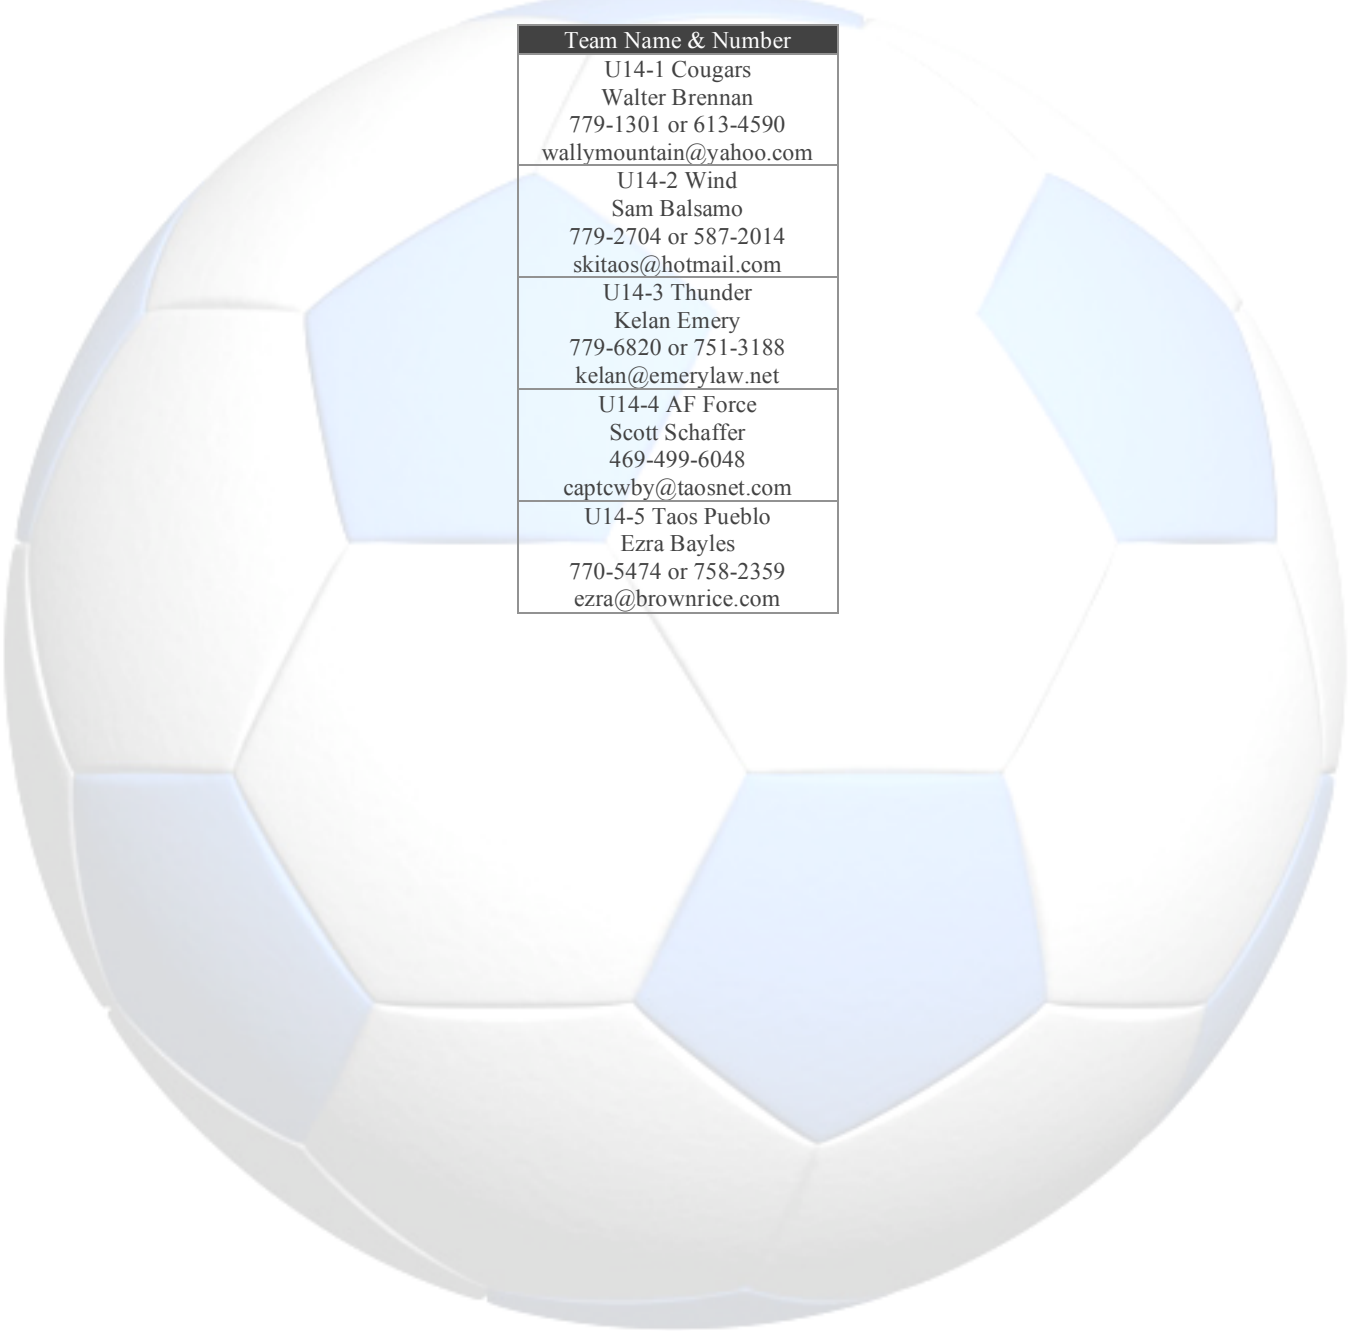 Team Name & Number
U14-1 Cougars
Walter Brennan
779-1301 or 613-4590
wallymountain@yahoo.com
U14-2 Wind
Sam Balsamo
779-2704 or 587-2014
skitaos@hotmail.com
U14-3 Thunder
Kelan Emery
779-6820 or 751-3188
kelan@emerylaw.net
U14-4 AF Force
Scott Schaffer
469-499-6048
captcwby@taosnet.com
U14-5 Taos Pueblo
Ezra Bayles
770-5474 or 758-2359
ezra@brownrice.com